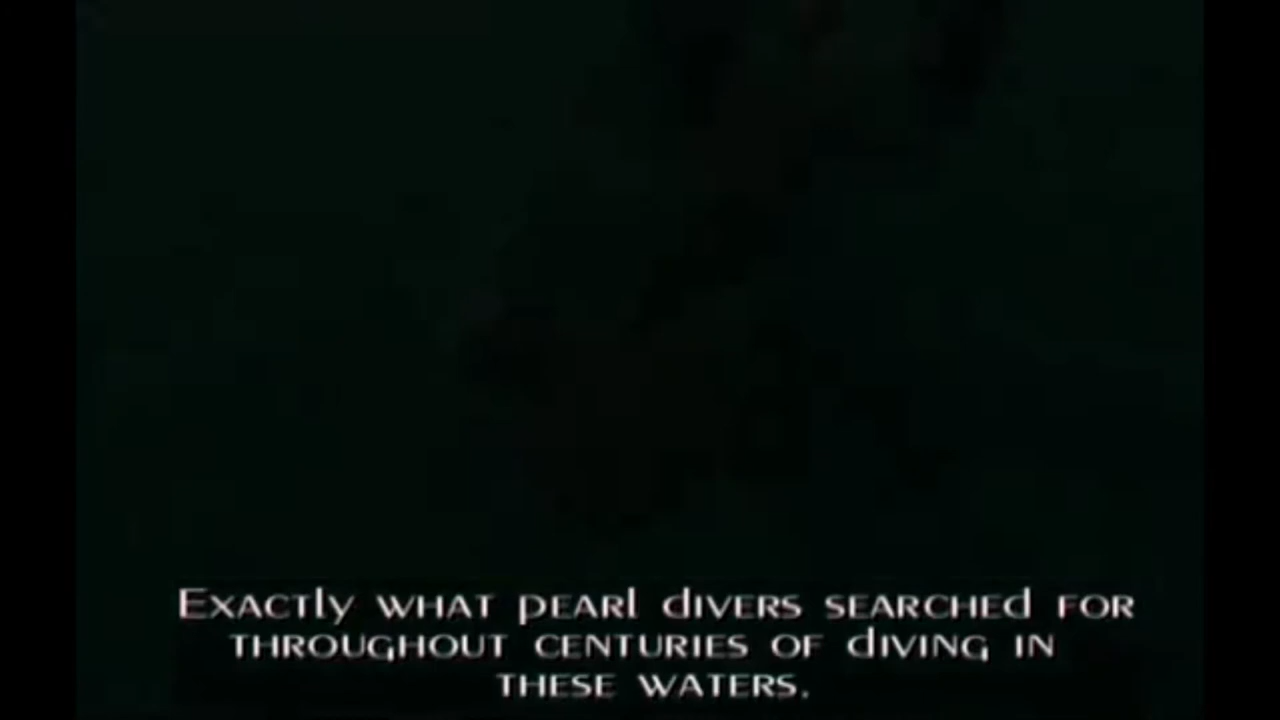 Exactly what pearl divers searched for
throughout centuries of diving in
these waters.